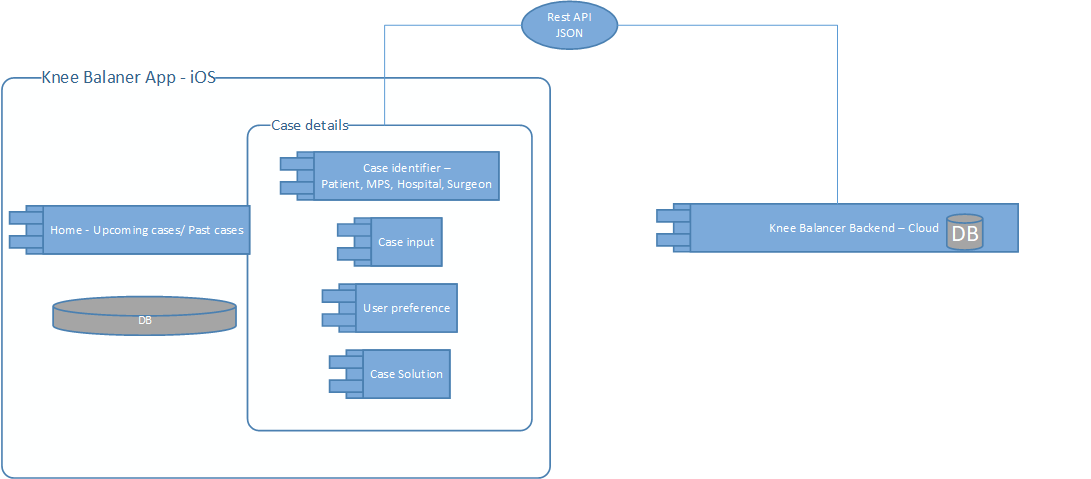 Rest API
JSON
Knee Balaner App - iOS
Case details
Case identifier –
Patient, MPS, Hospital, Surgeon
Home - Upcoming cases/ Past cases
Case input
Knee Balancer Backend – Cloud
DB
User preference
DB
Case Solution